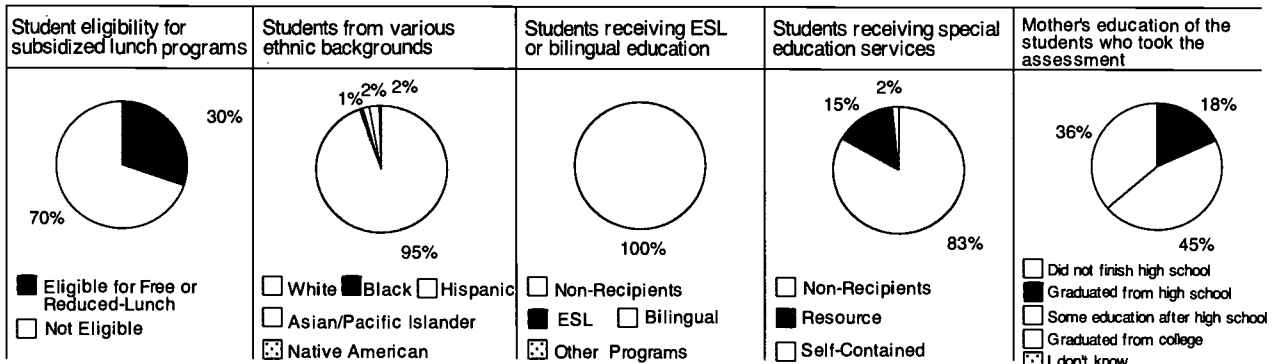 Student eligibility for
subsidized lunch programs
30%
70%
Eligible for Free or
Reduced-Lunch
Not Eligible
Students from various
ethnic backgrounds
1% 2% 2%
95%
White Black Hispanic
Asian/Pacific Islander
Native American
Students receiving ESL
or bilingual education
100%
Non-Recipients
ESL Bilingual
Other Programs
Students receiving special
education services
2%
15%
83%
Non-Recipients
Resource
Self-Contained
Mother's education of the
students who took the
assessment
18%
36%
45%
Did not finish high school
Graduated from high school
Some education after high school
Graduated from college
I don't know